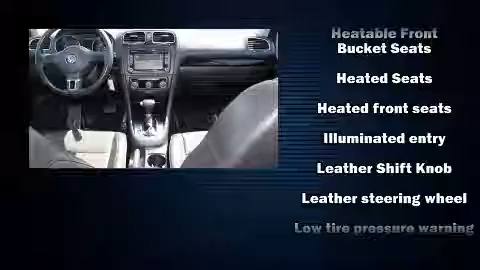 Heatable Front
Bucket Seats
Heated Seats
Heated front seats
Illuminated entry
Leather Shift Knob
Leather steering wheel
Low tire pressure warning